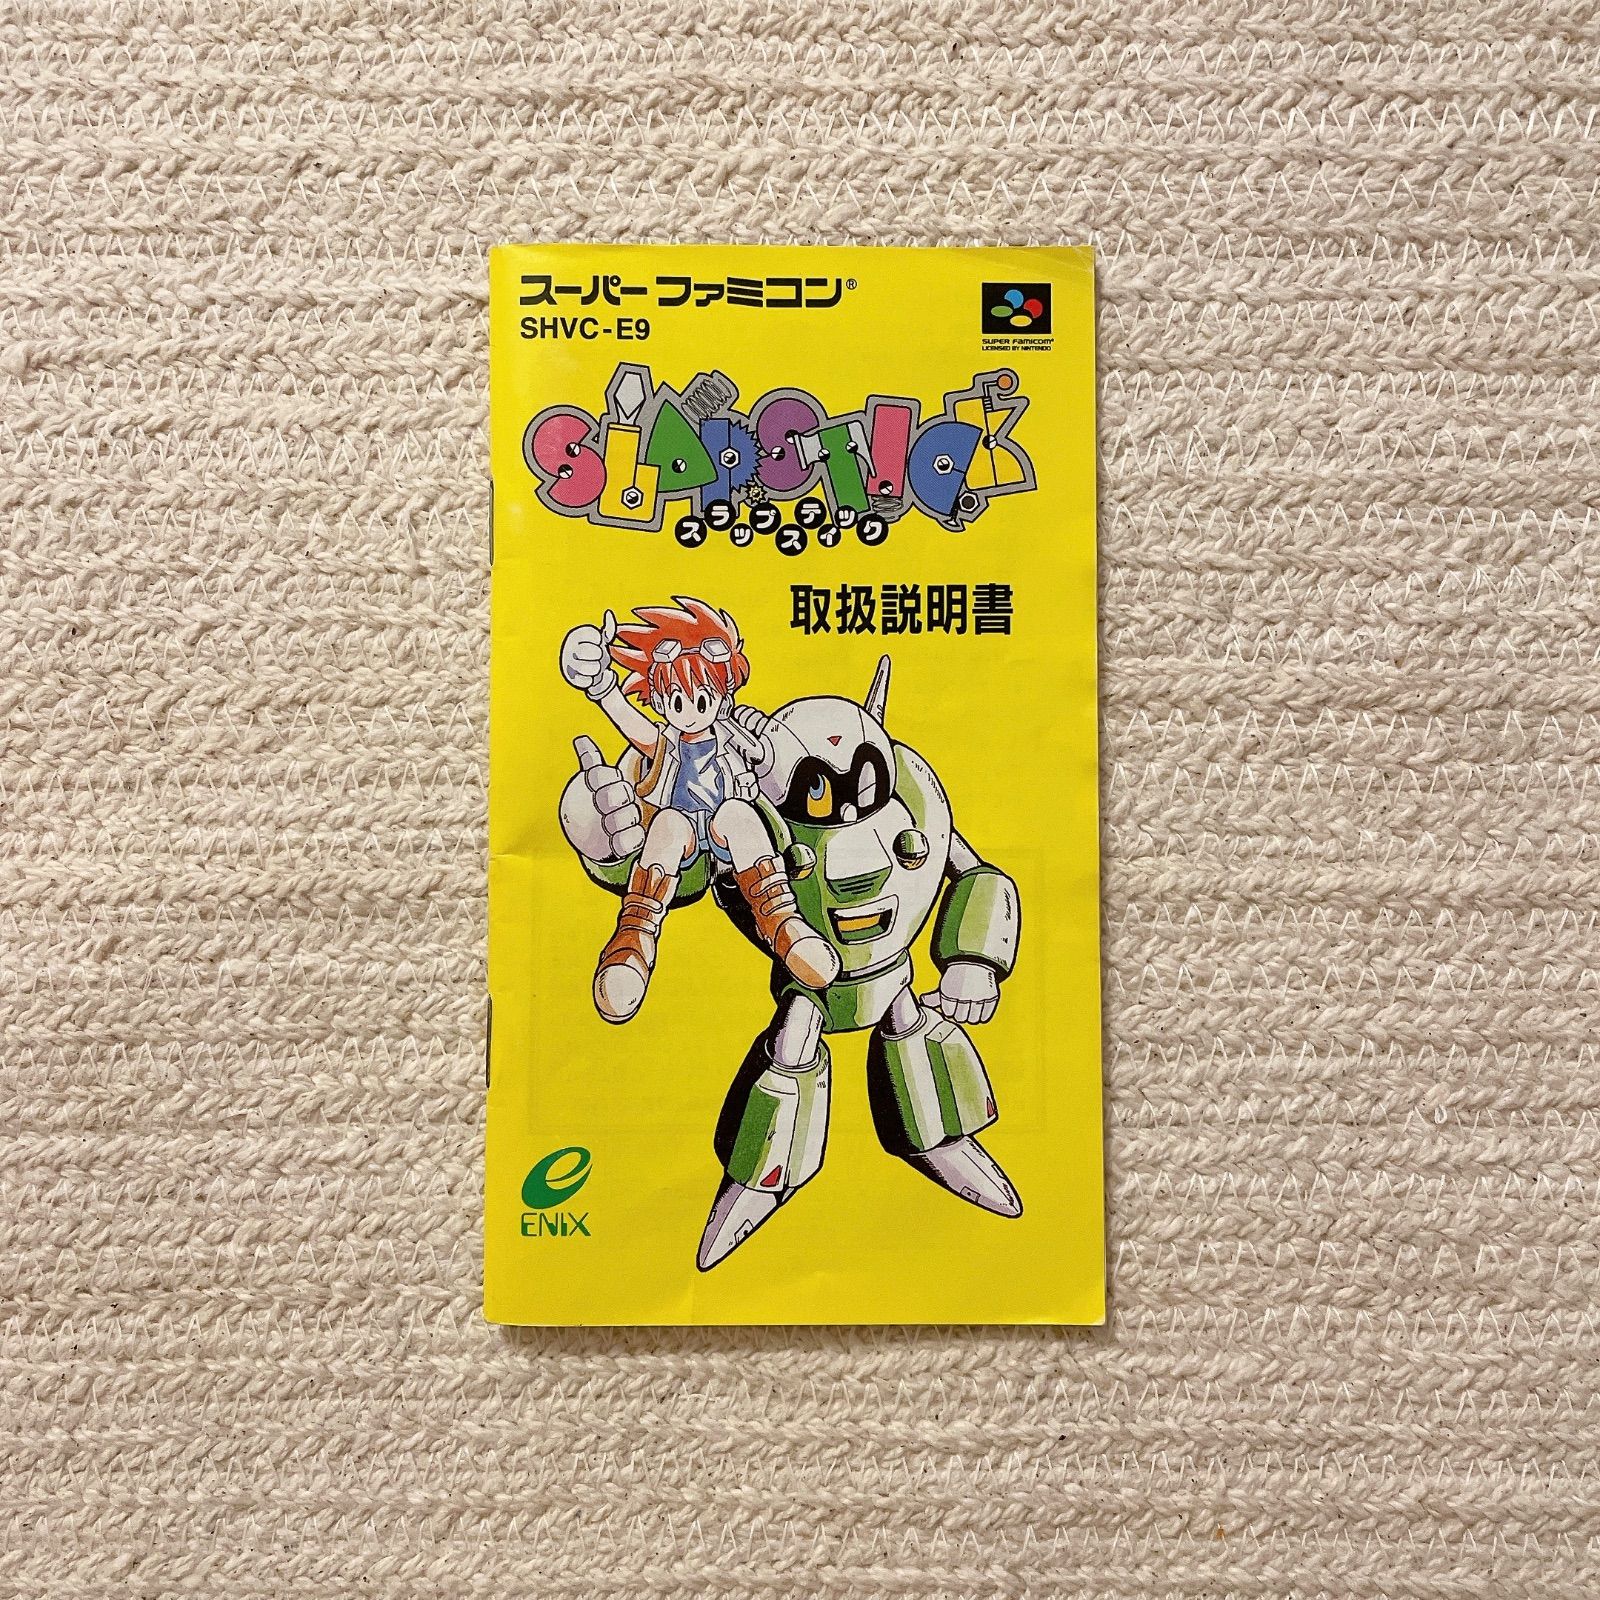 スーパーファミコン®
SHVC-E9
SUPER FAMICOM®
LICENSED BY NINTENDO
SLAPSTICK
スラップスティック
取扱説明書
ENIX